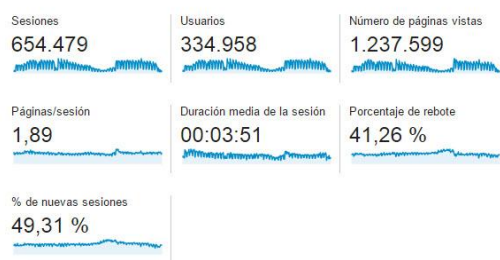 Sesiones
654.479
Usuarios
334.958
Número de páginas vistas
1.237.599
Páginas/sesión
1,89
Duración media de la sesión
00:03:51
Porcentaje de rebote
41,26 %
% de nuevas sesiones
49,31 %